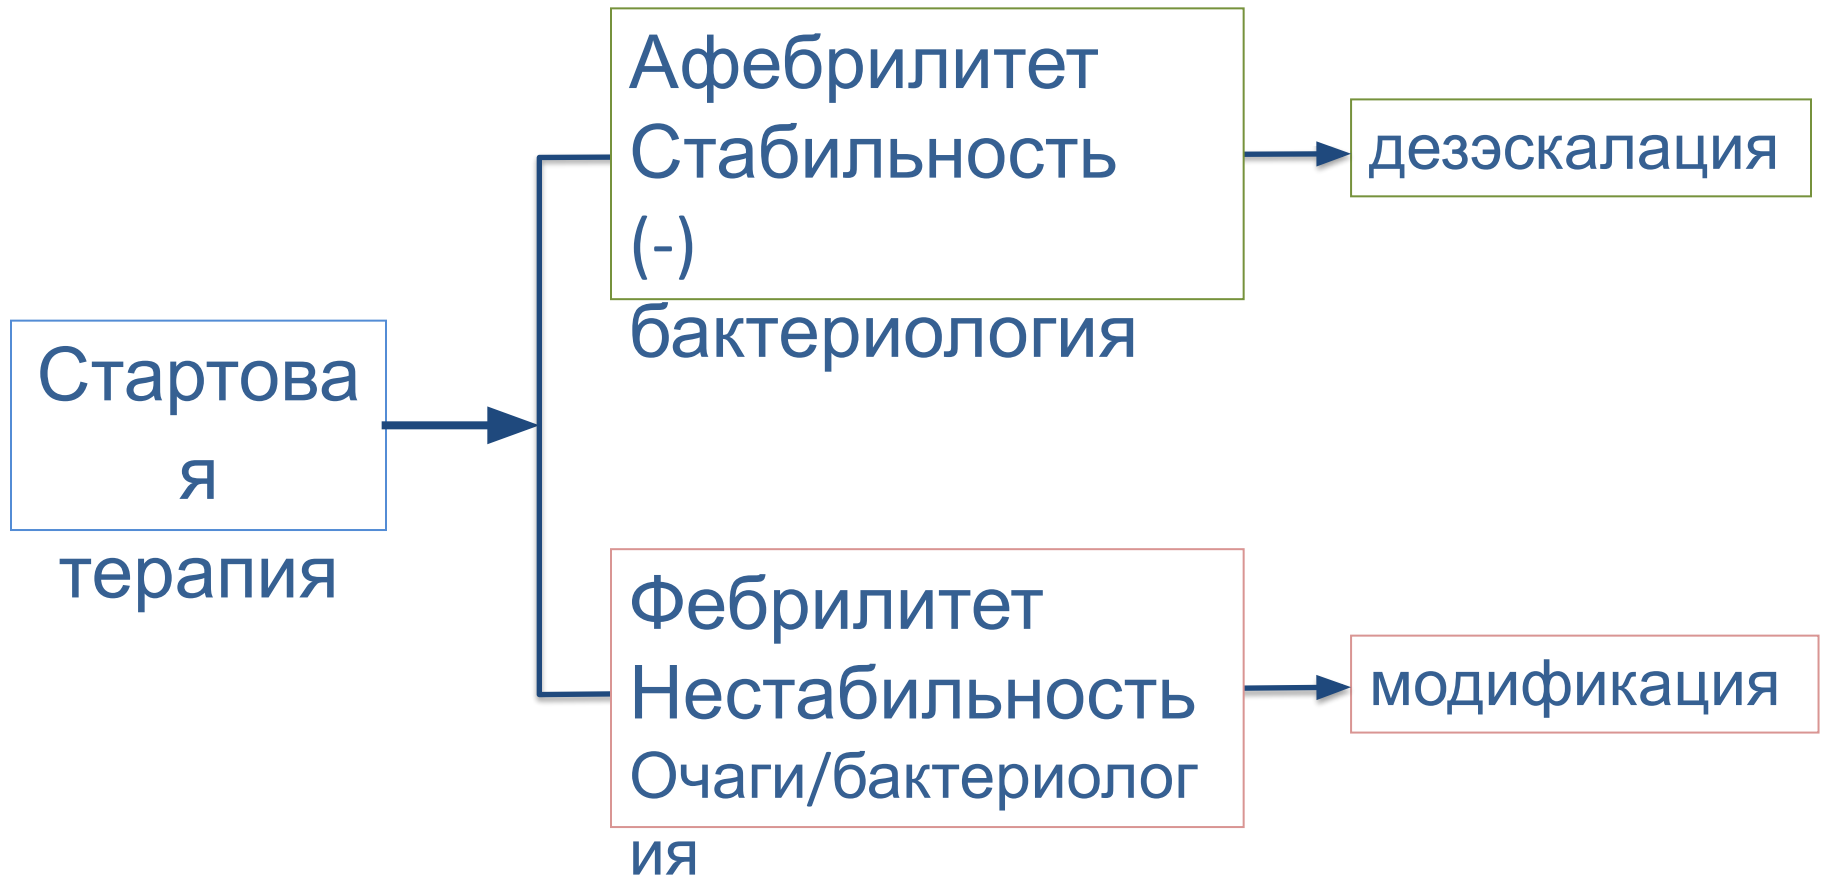 Стартова
я
терапия
Афебрилитет
Стабильность
(-)
бактериология
дезэскалация
Фебрилитет
Нестабильность
Очаги/бактериолог
ия
модификация